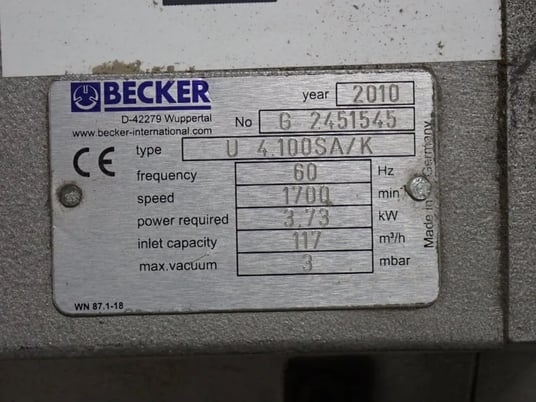 BECKER
year 2010
D-42279 Wuppertal
No G 2451545
www.becker-international.com
CE type U 4.100SA/K
frequency 60 Hz
speed 1700 min
power required 3,73 kW
inlet capacity 117 m³/h
max.vacuum 3 mbar
Made in Germany
WN 87.1-18